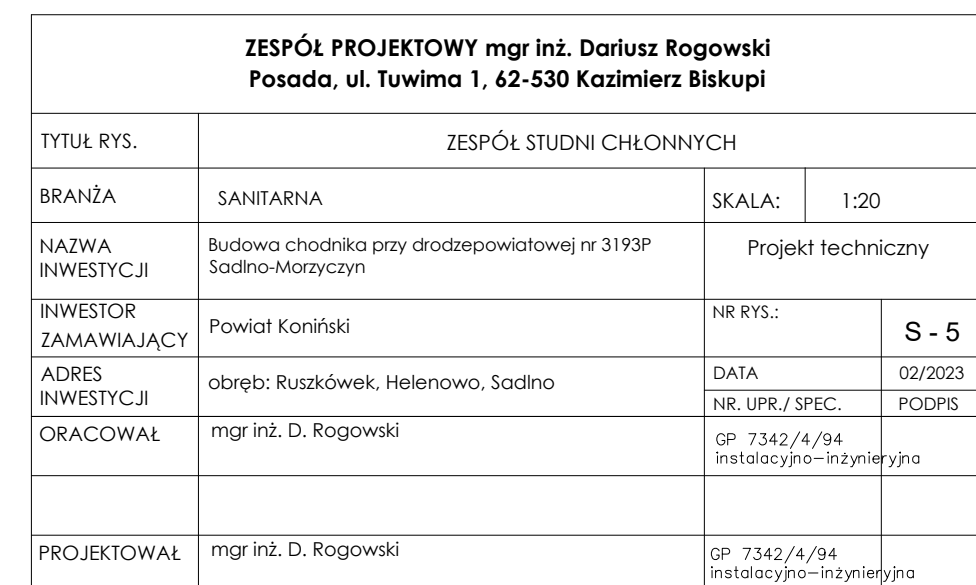 ZESPÓŁ PROJEKTOWY mgr inż. Dariusz Rogowski
Posada, ul. Tuwima 1, 62-530 Kazimierz Biskupi
TYTUŁ RYS.
ZESPÓŁ STUDNI CHŁONNYCH
BRANŻA
SANITARNA
SKALA:
1:20
NAZWA
INWESTYCJI
Budowa chodnika przy drodzepowiatowej nr 3193P
Sadlno-Morzyczyn
Projekt techniczny
INWESTOR
ZAMAWIAJĄCY
Powiat Koniński
NR RYS.:
S - 5
ADRES
INWESTYCJI
obręb: Ruszkówek, Helenowo, Sadlno
DATA
02/2023
NR. UPR./ SPEC.
PODPIS
ORACOWAŁ
mgr inż. D. Rogowski
GP 7342/4/94
instalacyjno-inżynieryjna
PROJEKTOWAŁ
mgr inż. D. Rogowski
GP 7342/4/94
instalacyjno-inżynieryjna